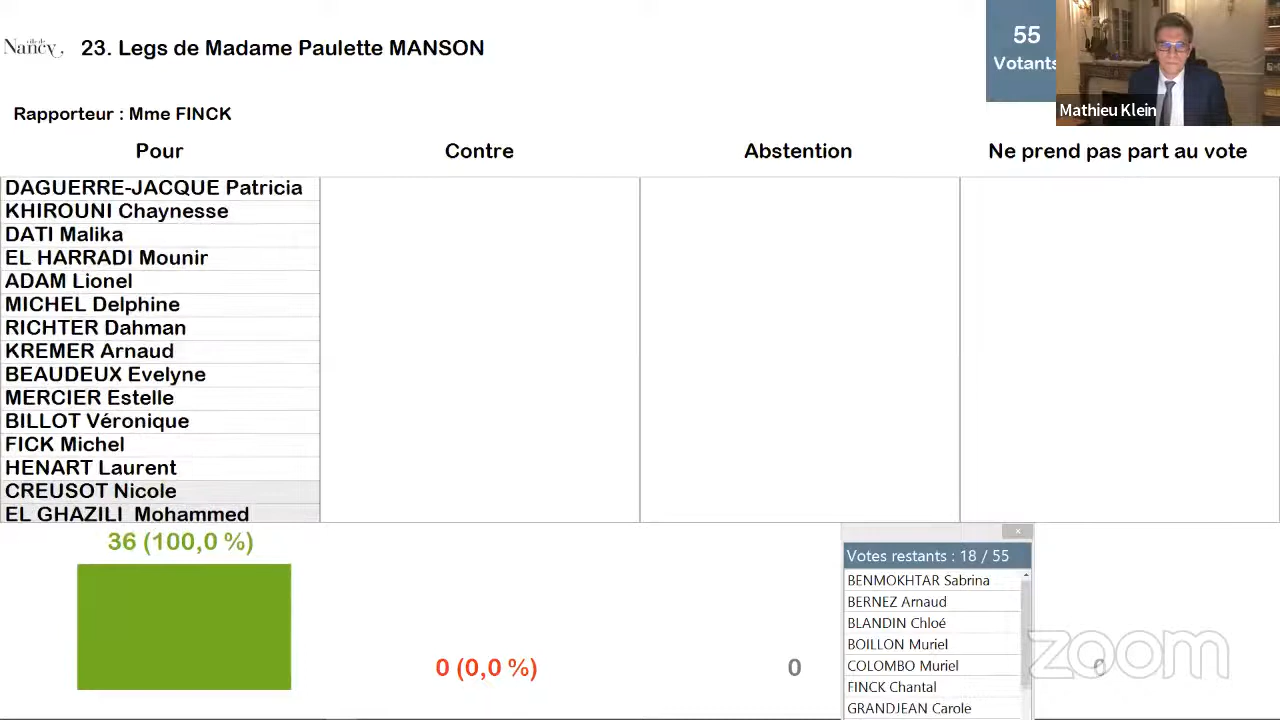 ville de
Nancy
23. Legs de Madame Paulette MANSON
55
Votants
Mathieu Klein
Rapporteur : Mme FINCK
Pour
Contre
Abstention
Ne prend pas part au vote
DAGUERRE-JACQUE Patricia
KHIROUNI Chaynesse
DATI Malika
EL HARRADI Mounir
ADAM Lionel
MICHEL Delphine
RICHTER Dahman
KREMER Arnaud
BEAUDEUX Evelyne
MERCIER Estelle
BILLOT Véronique
FICK Michel
HENART Laurent
CREUSOT Nicole
EL GHAZILI Mohammed
36 (100,0 %)
0 (0,0 %)
0
0
Votes restants : 18 / 55
BENMOKHTAR Sabrina
BERNEZ Arnaud
BLANDIN Chloé
BOILLON Muriel
COLOMBO Muriel
FINCK Chantal
GRANDJEAN Carole
zoom